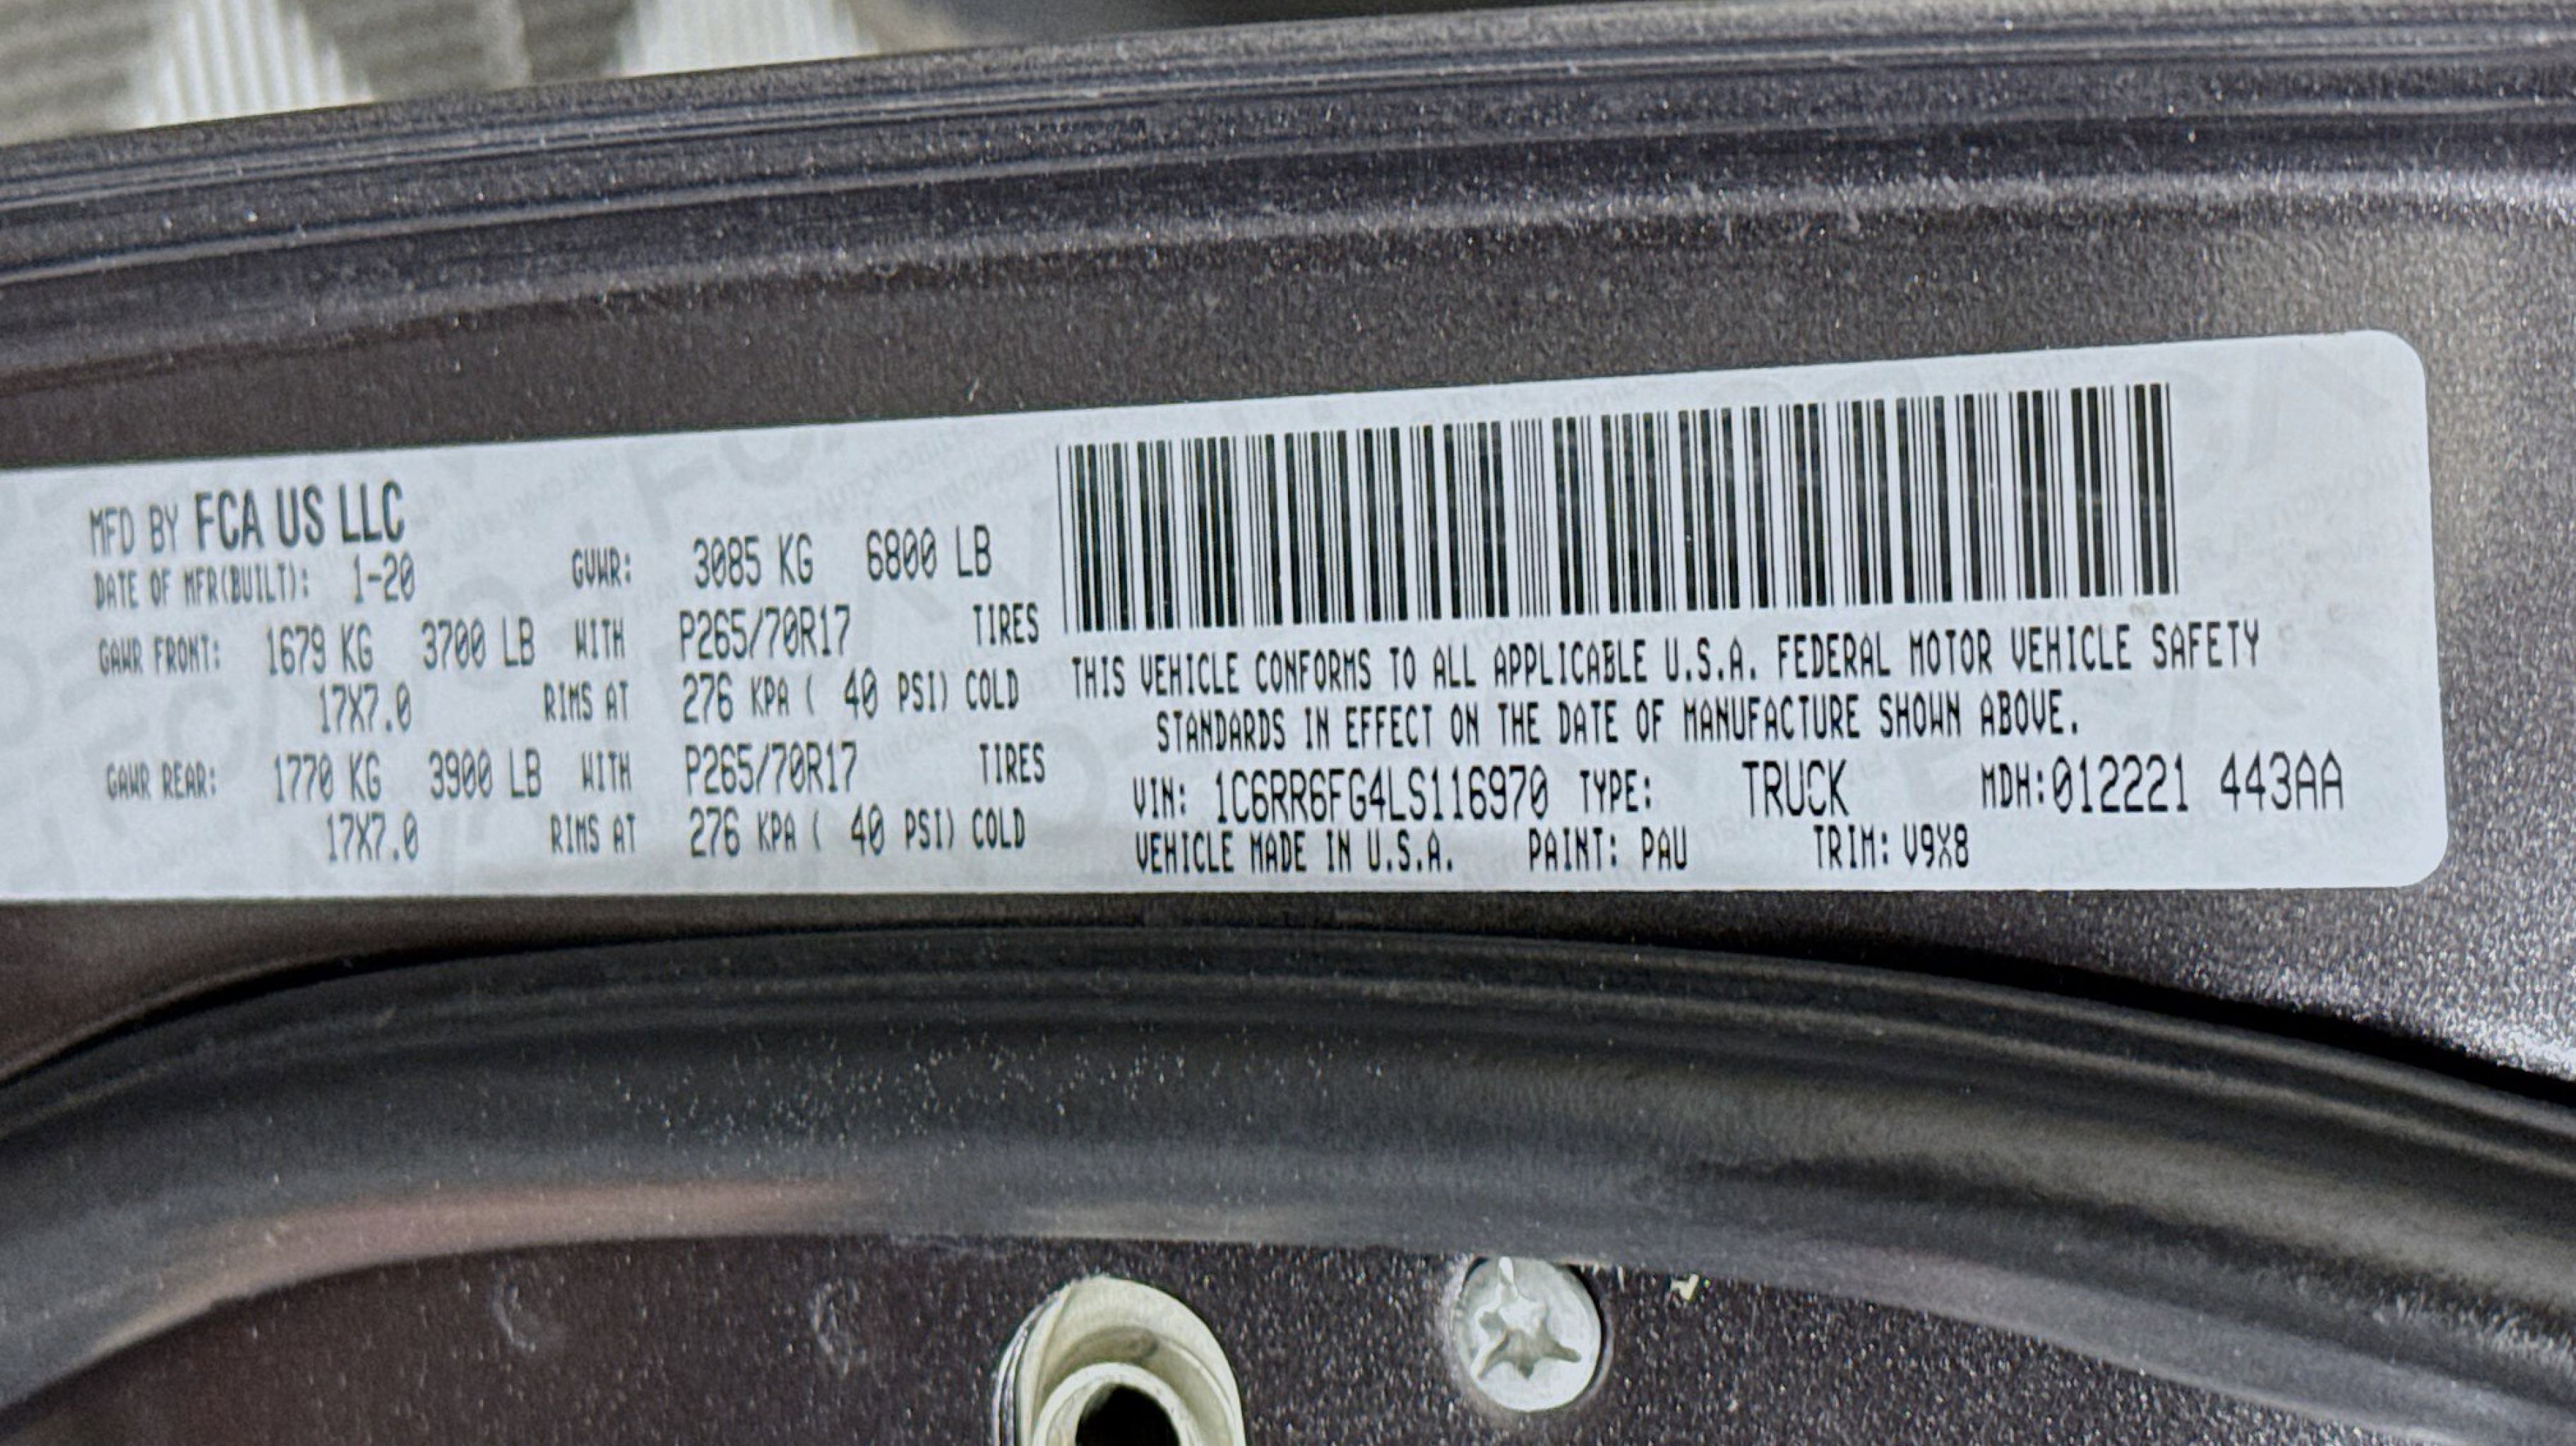 MFD BY FCA US LLC
DATE OF MFR(BUILT): 1-20 GVWR: 3085 KG 6800 LB
GAWR FRONT: 1679 KG 3700 LB WITH P265/70R17 TIRES
17X7.0 RIMS AT 276 KPA ( 40 PSI) COLD
GAWR REAR: 1770 KG 3900 LB WITH P265/70R17 TIRES
17X7.0 RIMS AT 276 KPA ( 40 PSI) COLD
THIS VEHICLE CONFORMS TO ALL APPLICABLE U.S.A. FEDERAL MOTOR VEHICLE SAFETY
STANDARDS IN EFFECT ON THE DATE OF MANUFACTURE SHOWN ABOVE.
VIN: 1C6RR6FG4LS116970 TYPE: TRUCK MDH:012221 443AA
VEHICLE MADE IN U.S.A. PAINT: PAU TRIM: V9X8